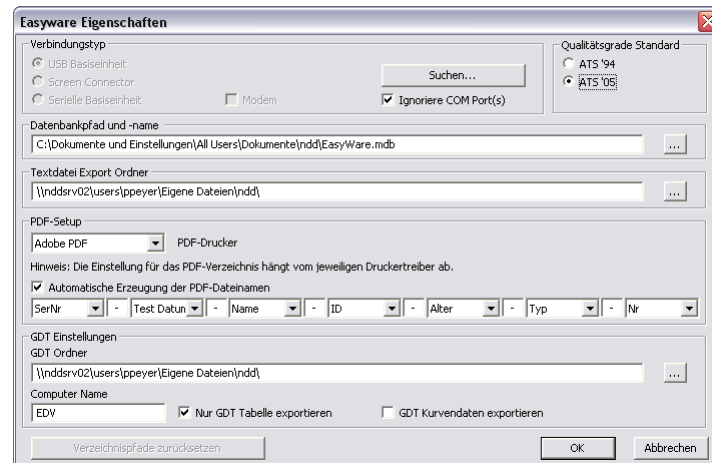 Easyware Eigenschaften
Verbindungstyp
USB Basiseinheit
Screen Connector
Serielle Basiseinheit
Modem
Suchen...
Ignoriere COM Port(s)
Qualitätsgrade Standard
ATS '94
ATS '05
Datenbankpfad und -name
C:\Dokumente und Einstellungen\All Users\Dokumente\ndd\EasyWare.mdb
...
Textdatei Export Ordner
\\nddsrv02\users\ppeyer\Eigene Dateien\ndd\
...
PDF-Setup
Adobe PDF PDF-Drucker
Hinweis: Die Einstellung für das PDF-Verzeichnis hängt vom jeweiligen Druckertreiber ab.
Automatische Erzeugung der PDF-Dateinamen
SerNr - Test Datun - Name - ID - Alter - Typ - Nr
GDT Einstellungen
GDT Ordner
\\nddsrv02\users\ppeyer\Eigene Dateien\ndd\
...
Computer Name
EDV Nur GDT Tabelle exportieren GDT Kurvendaten exportieren
Verzeichnispfade zurücksetzen OK Abbrechen